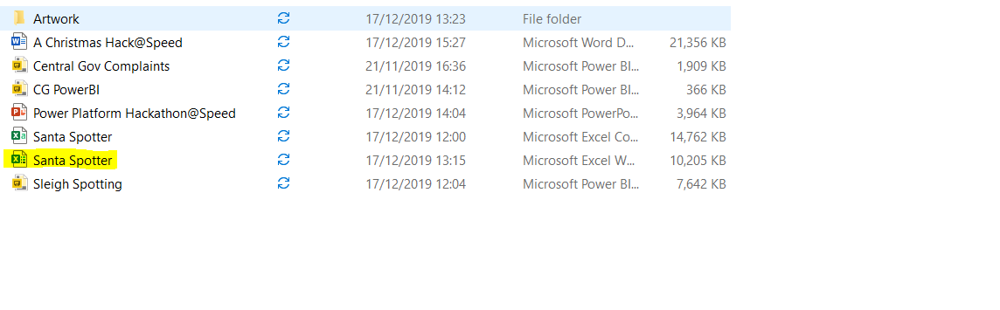 Artwork 17/12/2019 13:23 File folder
A Christmas Hack@Speed 17/12/2019 15:27 Microsoft Word D... 21,356 KB
Central Gov Complaints 21/11/2019 16:36 Microsoft Power BI... 1,909 KB
CG PowerBI 21/11/2019 14:12 Microsoft Power BI... 366 KB
Power Platform Hackathon@Speed 17/12/2019 14:04 Microsoft PowerPo... 3,964 KB
Santa Spotter 17/12/2019 12:00 Microsoft Excel Co... 14,762 KB
Santa Spotter 17/12/2019 13:15 Microsoft Excel W... 10,205 KB
Sleigh Spotting 17/12/2019 12:04 Microsoft Power BI... 7,642 KB